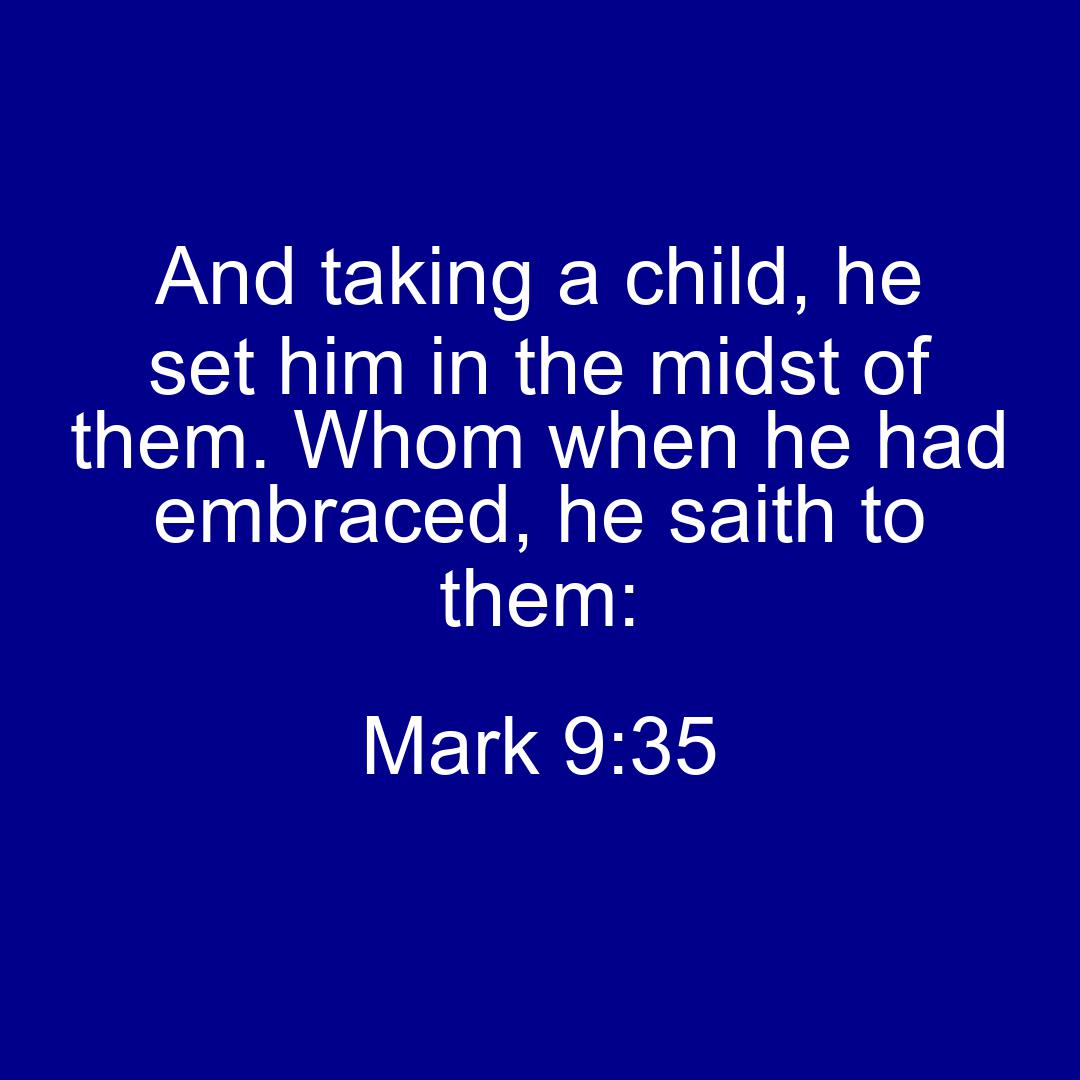 And taking a child, he
set him in the midst of
them. Whom when he had
embraced, he saith to
them:
Mark 9:35